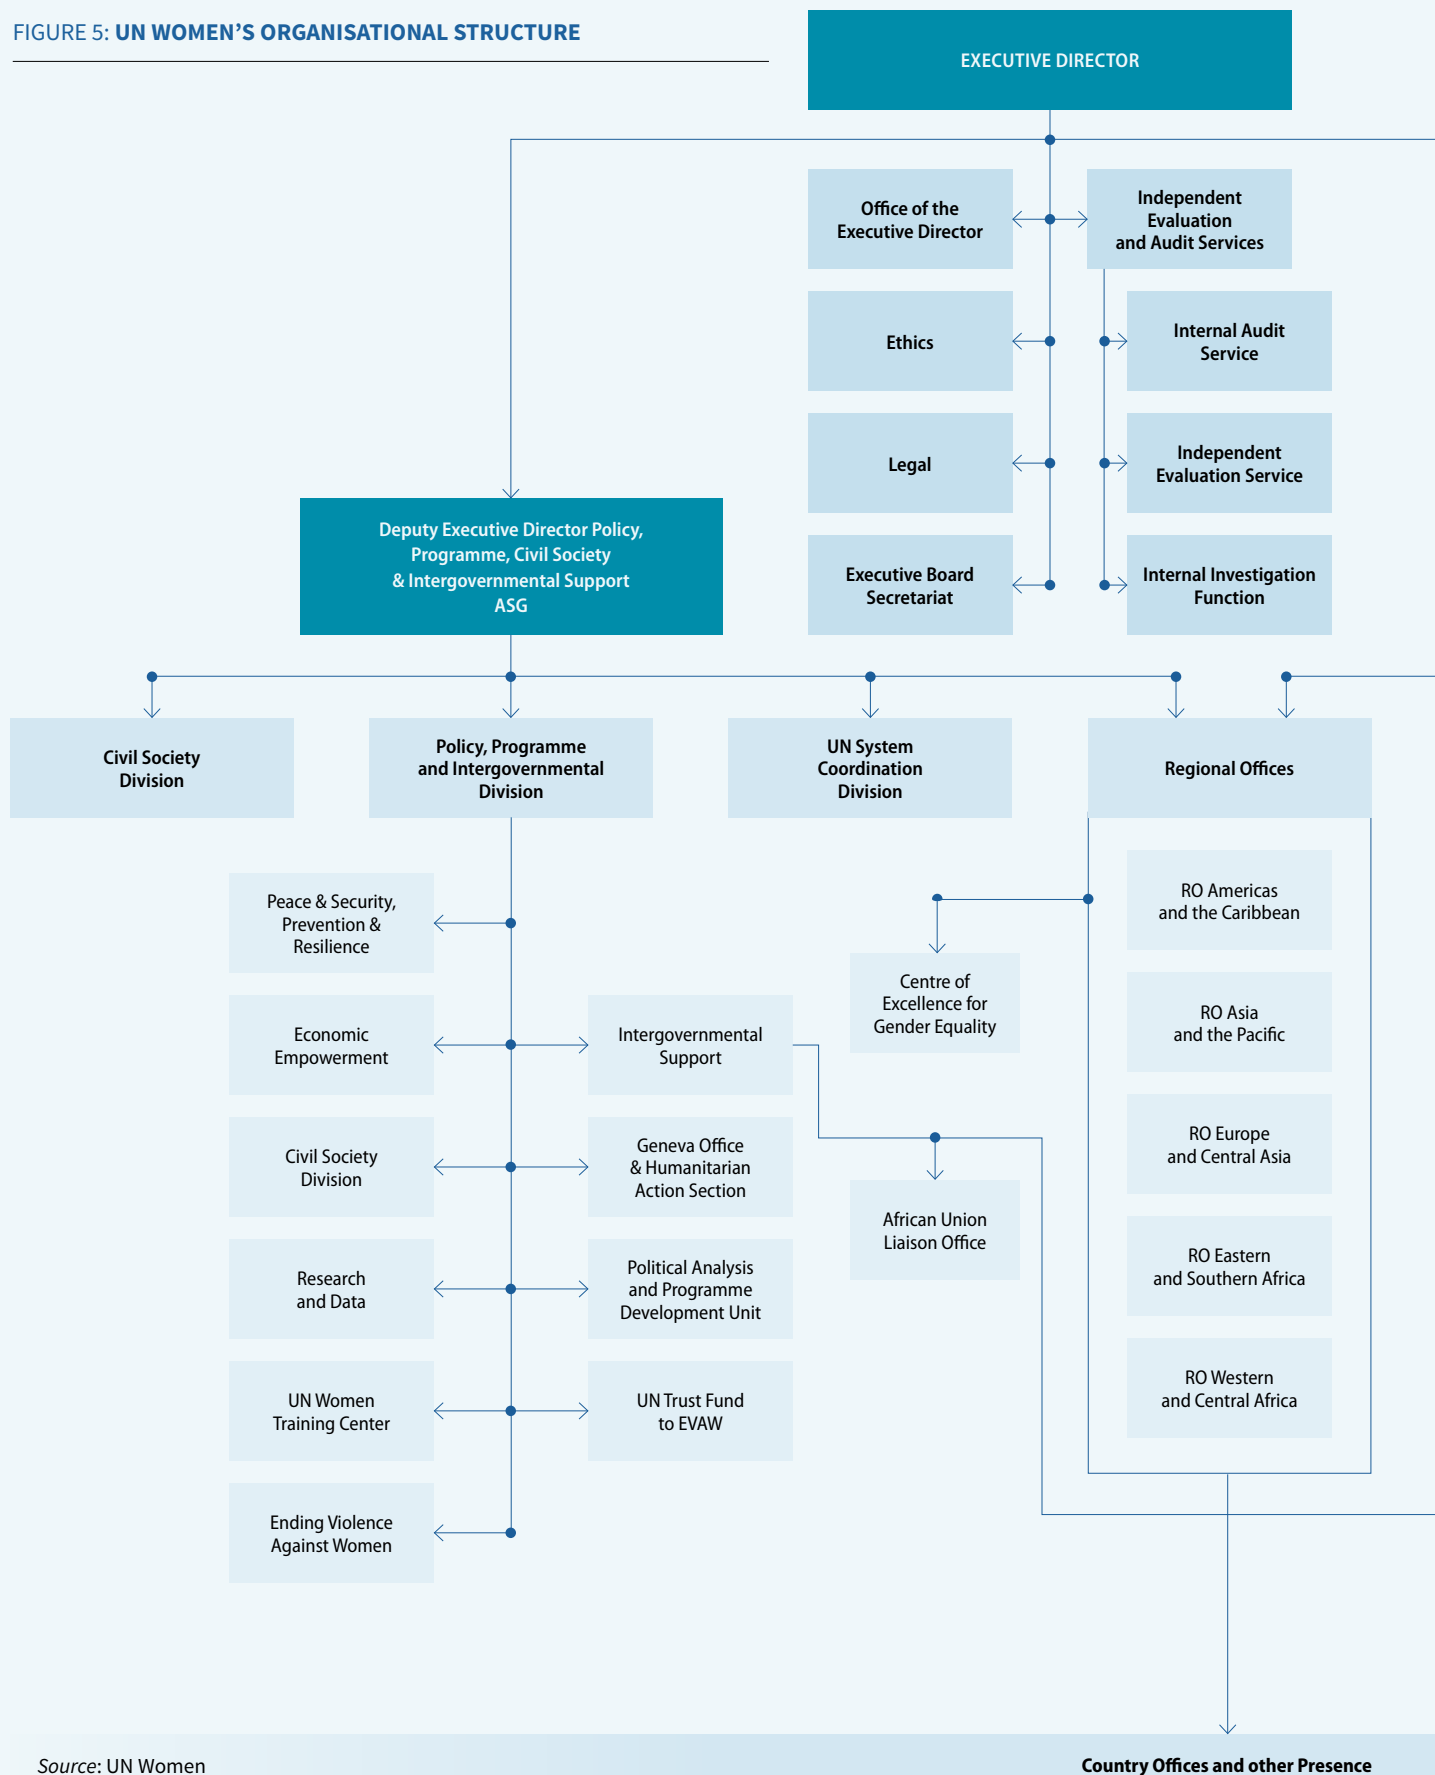 FIGURE 5: UN WOMEN’S ORGANISATIONAL STRUCTURE
EXECUTIVE DIRECTOR
Office of the
Executive Director
Independent
Evaluation
and Audit Services
Ethics
Internal Audit
Service
Legal
Independent
Evaluation Service
Executive Board
Secretariat
Internal Investigation
Function
Deputy Executive Director Policy,
Programme, Civil Society
& Intergovernmental Support
ASG
Civil Society
Division
Policy, Programme
and Intergovernmental
Division
UN System
Coordination
Division
Regional Offices
Peace & Security,
Prevention &
Resilience
Economic
Empowerment
Civil Society
Division
Research
and Data
UN Women
Training Center
Ending Violence
Against Women
Intergovernmental
Support
Geneva Office
& Humanitarian
Action Section
Political Analysis
and Programme
Development Unit
UN Trust Fund
to EVAW
Centre of
Excellence for
Gender Equality
African Union
Liaison Office
RO Americas
and the Caribbean
RO Asia
and the Pacific
RO Europe
and Central Asia
RO Eastern
and Southern Africa
RO Western
and Central Africa
Source: UN Women
Country Offices and other Presence